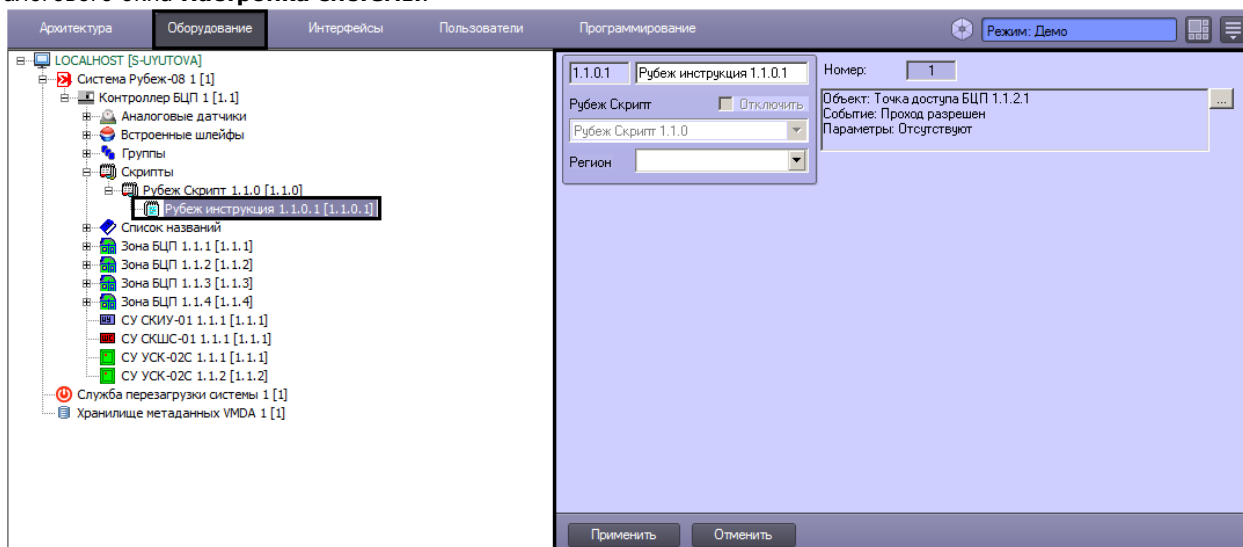 алогового окна Настройка системы.
Архитектура Оборудование Интерфейсы Пользователи Программирование Режим: Демо
LOCALHOST [S-UYUTOVA]
Система Рубеж-08 1 [1]
Контроллер БЦП 1 [1.1]
Аналоговые датчики
Встроенные шлейфы
Группы
Скрипты
Рубеж Скрипт 1.1.0 [1.1.0]
Рубеж инструкция 1.1.0.1 [1.1.0.1]
Список названий
Зона БЦП 1.1.1 [1.1.1]
Зона БЦП 1.1.2 [1.1.2]
Зона БЦП 1.1.3 [1.1.3]
Зона БЦП 1.1.4 [1.1.4]
СУ СКИУ-01 1.1.1 [1.1.1]
СУ СКШС-01 1.1.1 [1.1.1]
СУ УСК-02С 1.1.1 [1.1.1]
СУ УСК-02С 1.1.2 [1.1.2]
Служба перезагрузки системы 1 [1]
Хранилище метаданных VMDA 1 [1]
1.1.0.1 Рубеж инструкция 1.1.0.1
Рубеж Скрипт Отключить
Рубеж Скрипт 1.1.0
Регион
Номер: 1
Объект: Точка доступа БЦП 1.1.2.1
Событие: Проход разрешен
Параметры: Отсутствуют
...
Применить Отменить